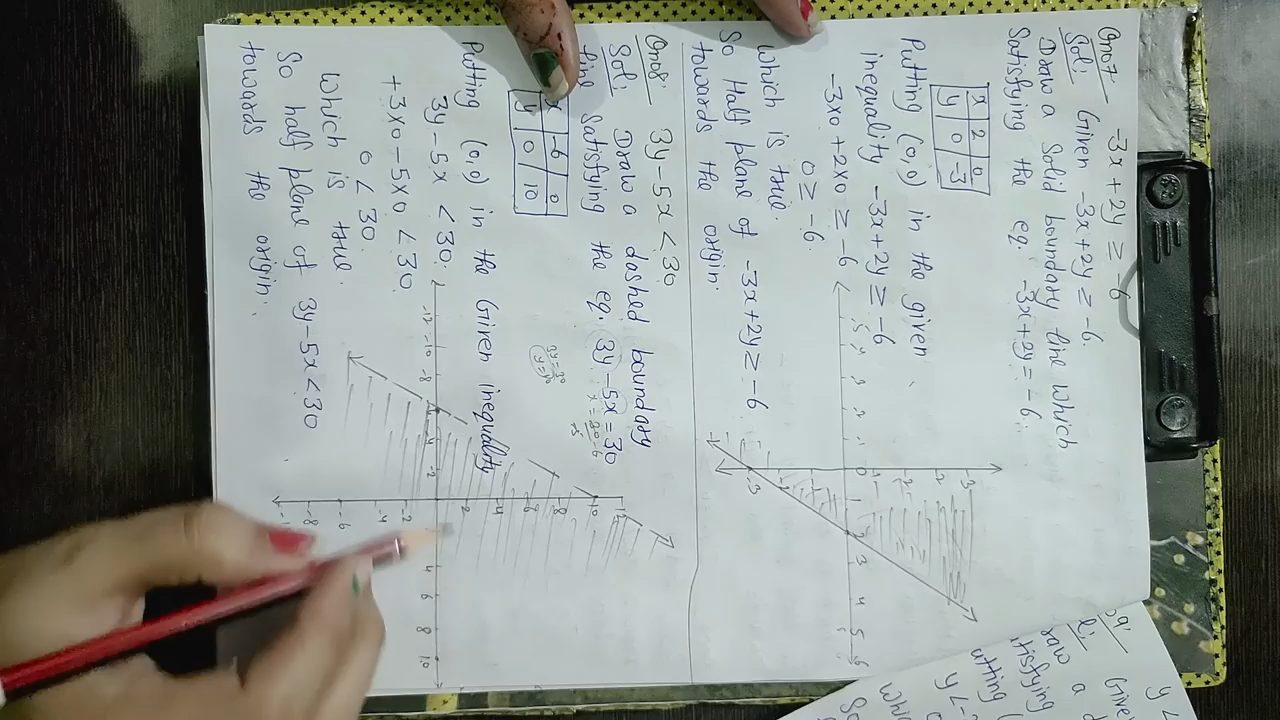 Qno7 -3x + 2y ≥ -6
Sol: Given -3x+2y ≥ -6.
Draw a Solid boundary line which
Satisfying the eq. -3x+2y = -6.
x 2 0
y 0 -3
Putting (0,0) in the given
inequality -3x+2y ≥ -6
-3x0 + 2x0 ≥ -6
0 ≥ -6
which is true.
So Half plane of -3x+2y ≥ -6
towards the origin.
Qno8: 3y - 5x < 30
Sol: Draw a dashed boundary
line satisfying the eq. 3y - 5x = 30
x -6 0
y 0 10
Putting (0,0) in the Given inequality
3y - 5x < 30.
+3x0 - 5x0 < 30
0 < 30
which is true.
So half plane of 3y-5x < 30
towards the origin.